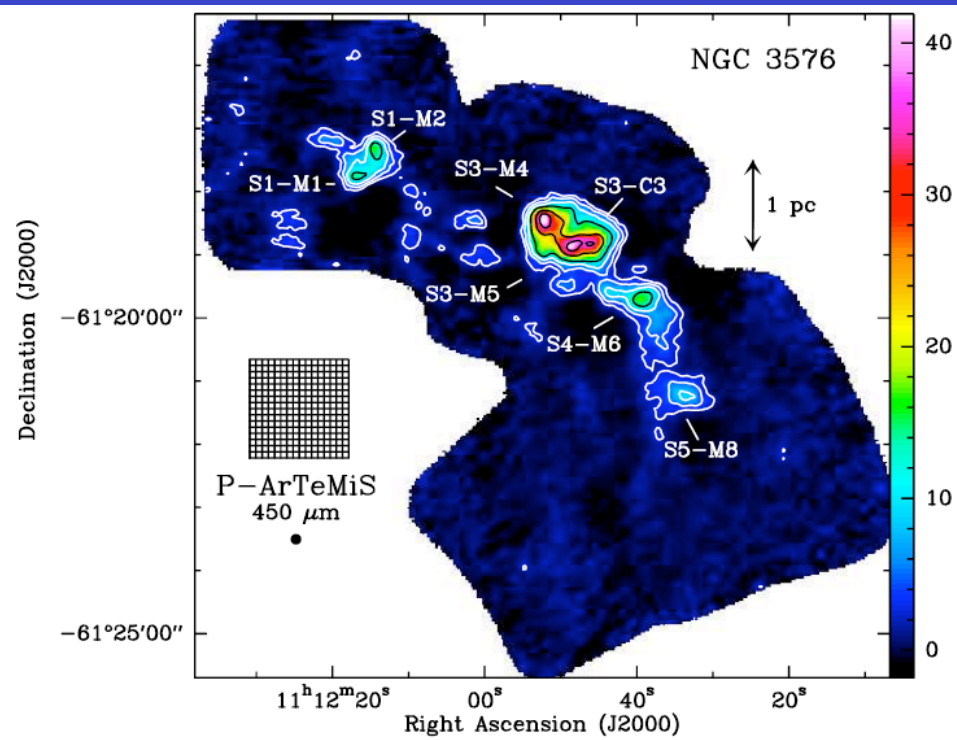 NGC 3576
40
S1−M2
S3−M4
S1−M1−
S3−C3
1 pc
30
S3−M5
−61°20′00″
S4−M6
20
S5−M8
P−ArTeMiS
450 μm
10
−61°25′00″
0
11ʰ12ᵐ20ˢ
00ˢ
40ˢ
20ˢ
Right Ascension (J2000)
Declination (J2000)